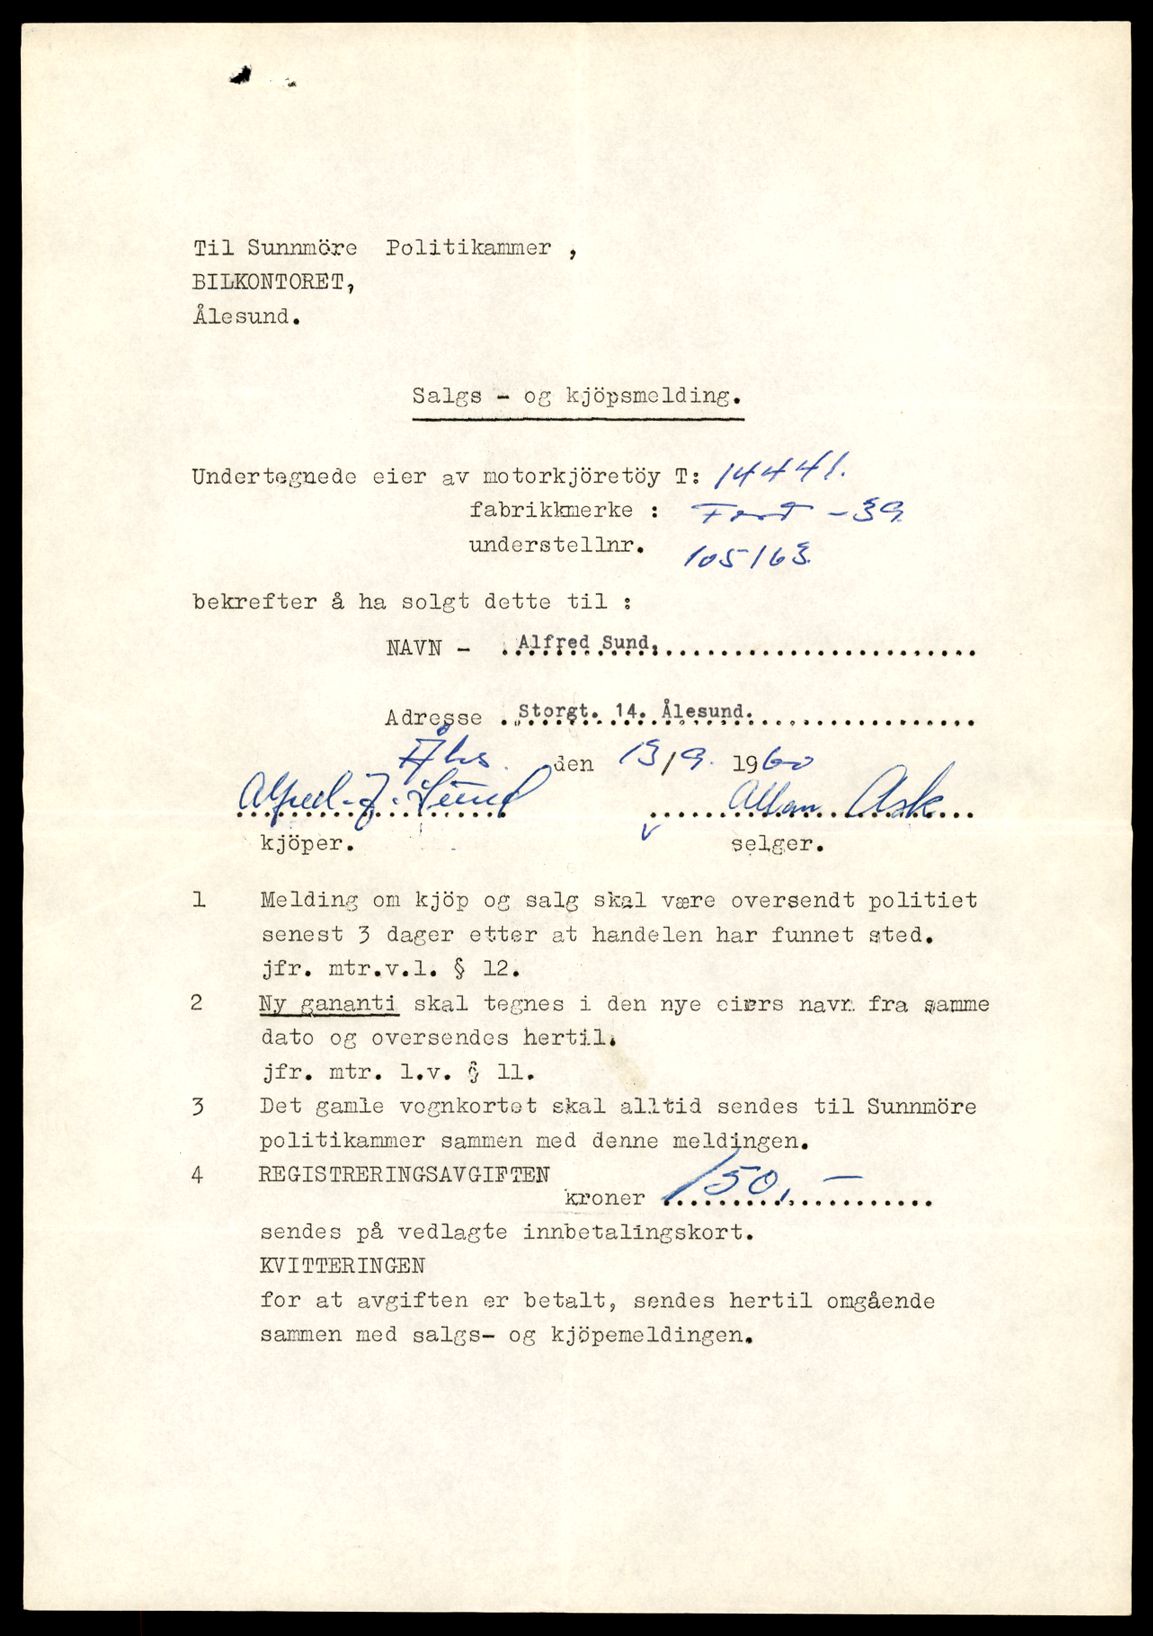 Til Sunnmöre Politikammer ,
BILKONTORET,
Ålesund.
Salgs - og kjöpsmelding.
Undertegnede eier av motorkjöretöy T: 14441.
fabrikkmerke : Ford -39
understellnr. 105163.
bekrefter å ha solgt dette til :
NAVN - Alfred Sund.
Adresse Storgt. 14. Ålesund.
den 13/9. 1960
Alfred J. Sund Allan Ask
kjöper. selger.
1 Melding om kjöp og salg skal være oversendt politiet
senest 3 dager etter at handelen har funnet sted.
jfr. mtr.v.l. § 12.
2 Ny gananti skal tegnes i den nye eiers navn fra samme
dato og oversendes hertil.
jfr. mtr. l.v. § 11.
3 Det gamle vognkortet skal alltid sendes til Sunnmöre
politikammer sammen med denne meldingen.
4 REGISTRERINGSAVGIFTEN
kroner 150,-
sendes på vedlagte innbetalingskort.
KVITTERINGEN
for at avgiften er betalt, sendes hertil omgående
sammen med salgs- og kjöpemeldingen.